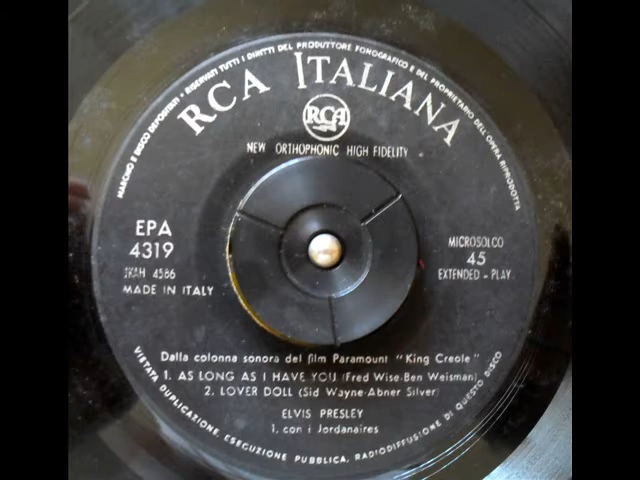 MARCHIO E DISCO DEPOSITATI • RISERVATI TUTTI I DIRITTI DEL PRODUTTORE FONOGRAFICO E DEL PROPRIETARIO DELL'OPERA RIPRODOTTA
RCA ITALIANA
RCA
NEW ORTHOPHONIC HIGH FIDELITY
EPA
4319
MADE IN ITALY
MICROSOLCO
45
EXTENDED - PLAY
Dalla colonna sonora del film Paramount "King Creole"
1. AS LONG AS I HAVE YOU (Fred Wise-Ben Weisman)
2. LOVER DOLL (Sid Wayne-Abner Silver)
ELVIS PRESLEY
1. con i Jordanaires
VIETATA DUPLICAZIONE, ESECUZIONE PUBBLICA, RADIODIFFUSIONE DI QUESTO DISCO